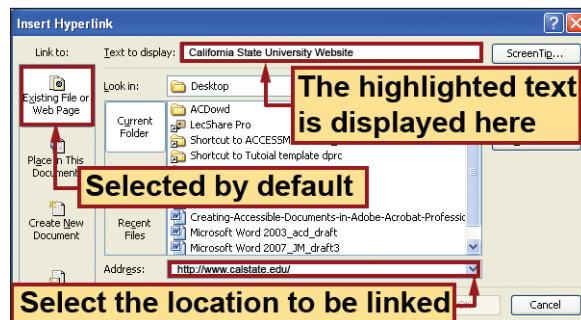 Insert Hyperlink
Link to:
Text to display: California State University Website
ScreenTip...
Existing File or
Web Page
Look in: Desktop
The highlighted text
is displayed here
Current
Folder
ACDowd
LecShare Pro
Shortcut to ACCESSM
Shortcut to Tutoial template dprc
Place in This
Document
Selected by default
Create New
Document
Recent
Files
Creating-Accessible-Documents-in-Adobe-Acrobat-Professic
Microsoft Word 2003_acd_draft
Microsoft Word 2007_JM_draft3
Address: http://www.calstate.edu/
Select the location to be linked
Cancel